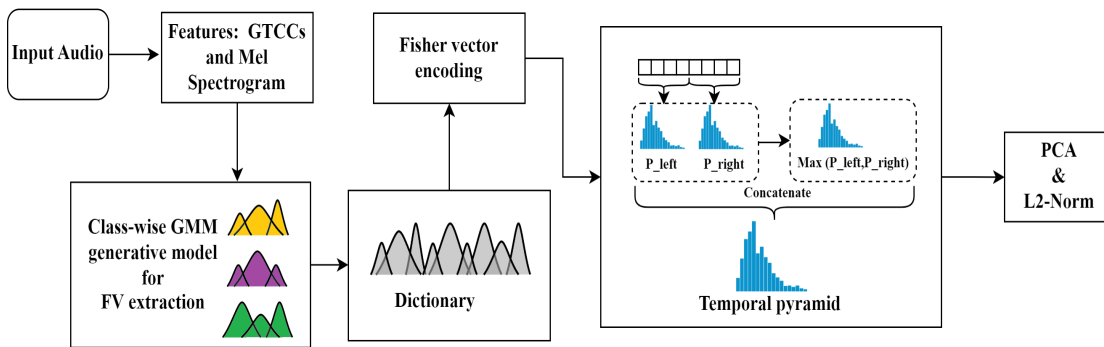 Input Audio
Features: GTCCs
and Mel
Spectrogram
Class-wise GMM
generative model
for
FV extraction
Dictionary
Fisher vector
encoding
P_left
P_right
Max (P_left,P_right)
Concatenate
Temporal pyramid
PCA
&
L2-Norm